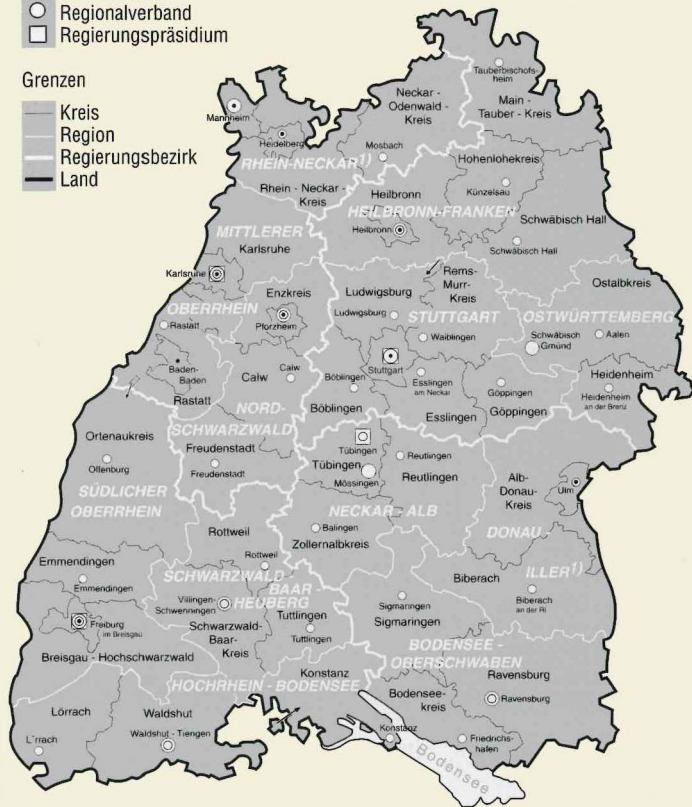 Regionalverband
Regierungspräsidium
Grenzen
Kreis
Region
Regierungsbezirk
Land
Tauberbischofs-
heim
Main -
Tauber - Kreis
Neckar -
Odenwald -
Kreis
Mannheim
Heidelberg
Mosbach
RHEIN-NECKAR1)
Rhein - Neckar -
Kreis
Hohenlohekreis
Künzelsau
Heilbronn
HEILBRONN-FRANKEN
Heilbronn
Schwäbisch Hall
Schwäbisch Hall
MITTLERER
Karlsruhe
Karlsruhe
OBERRHEIN
Rastatt
Baden-
Baden
Rastatt
Enzkreis
Pforzheim
Calw
Calw
NORD-
SCHWARZWALD
Freudenstadt
Freudenstadt
Ludwigsburg
Ludwigsburg
Rems-
Murr-
Kreis
STUTTGART
Waiblingen
Stuttgart
Böblingen
Böblingen
Esslingen
am Neckar
Esslingen
Göppingen
Göppingen
Ostalbkreis
OSTWÜRTTEMBERG
Schwäbisch
Gmünd
Aalen
Heidenheim
Heidenheim
an der Brenz
Ortenaukreis
Offenburg
SÜDLICHER
OBERRHEIN
Tübingen
Tübingen
Mössingen
Reutlingen
Reutlingen
NECKAR - ALB
Balingen
Zollernalbkreis
Alb-
Donau-
Kreis
Ulm
DONAU
ILLER1)
Biberach
Biberach
an der Ri
Rottweil
Rottweil
SCHWARZWALD -
BAAR -
HEUBERG
Villingen-
Schwenningen
Schwarzwald-
Baar-
Kreis
Tuttlingen
Tuttlingen
Sigmaringen
Sigmaringen
Emmendingen
Emmendingen
Freiburg
im Breisgau
Breisgau - Hochschwarzwald
Lörrach
L¨rrach
Waldshut
Waldshut - Tiengen
HOCHRHEIN - BODENSEE
Konstanz
Konstanz
BODENSEE -
OBERSCHWABEN
Ravensburg
Ravensburg
Bodensee-
kreis
Friedrichs-
hafen
Bodensee